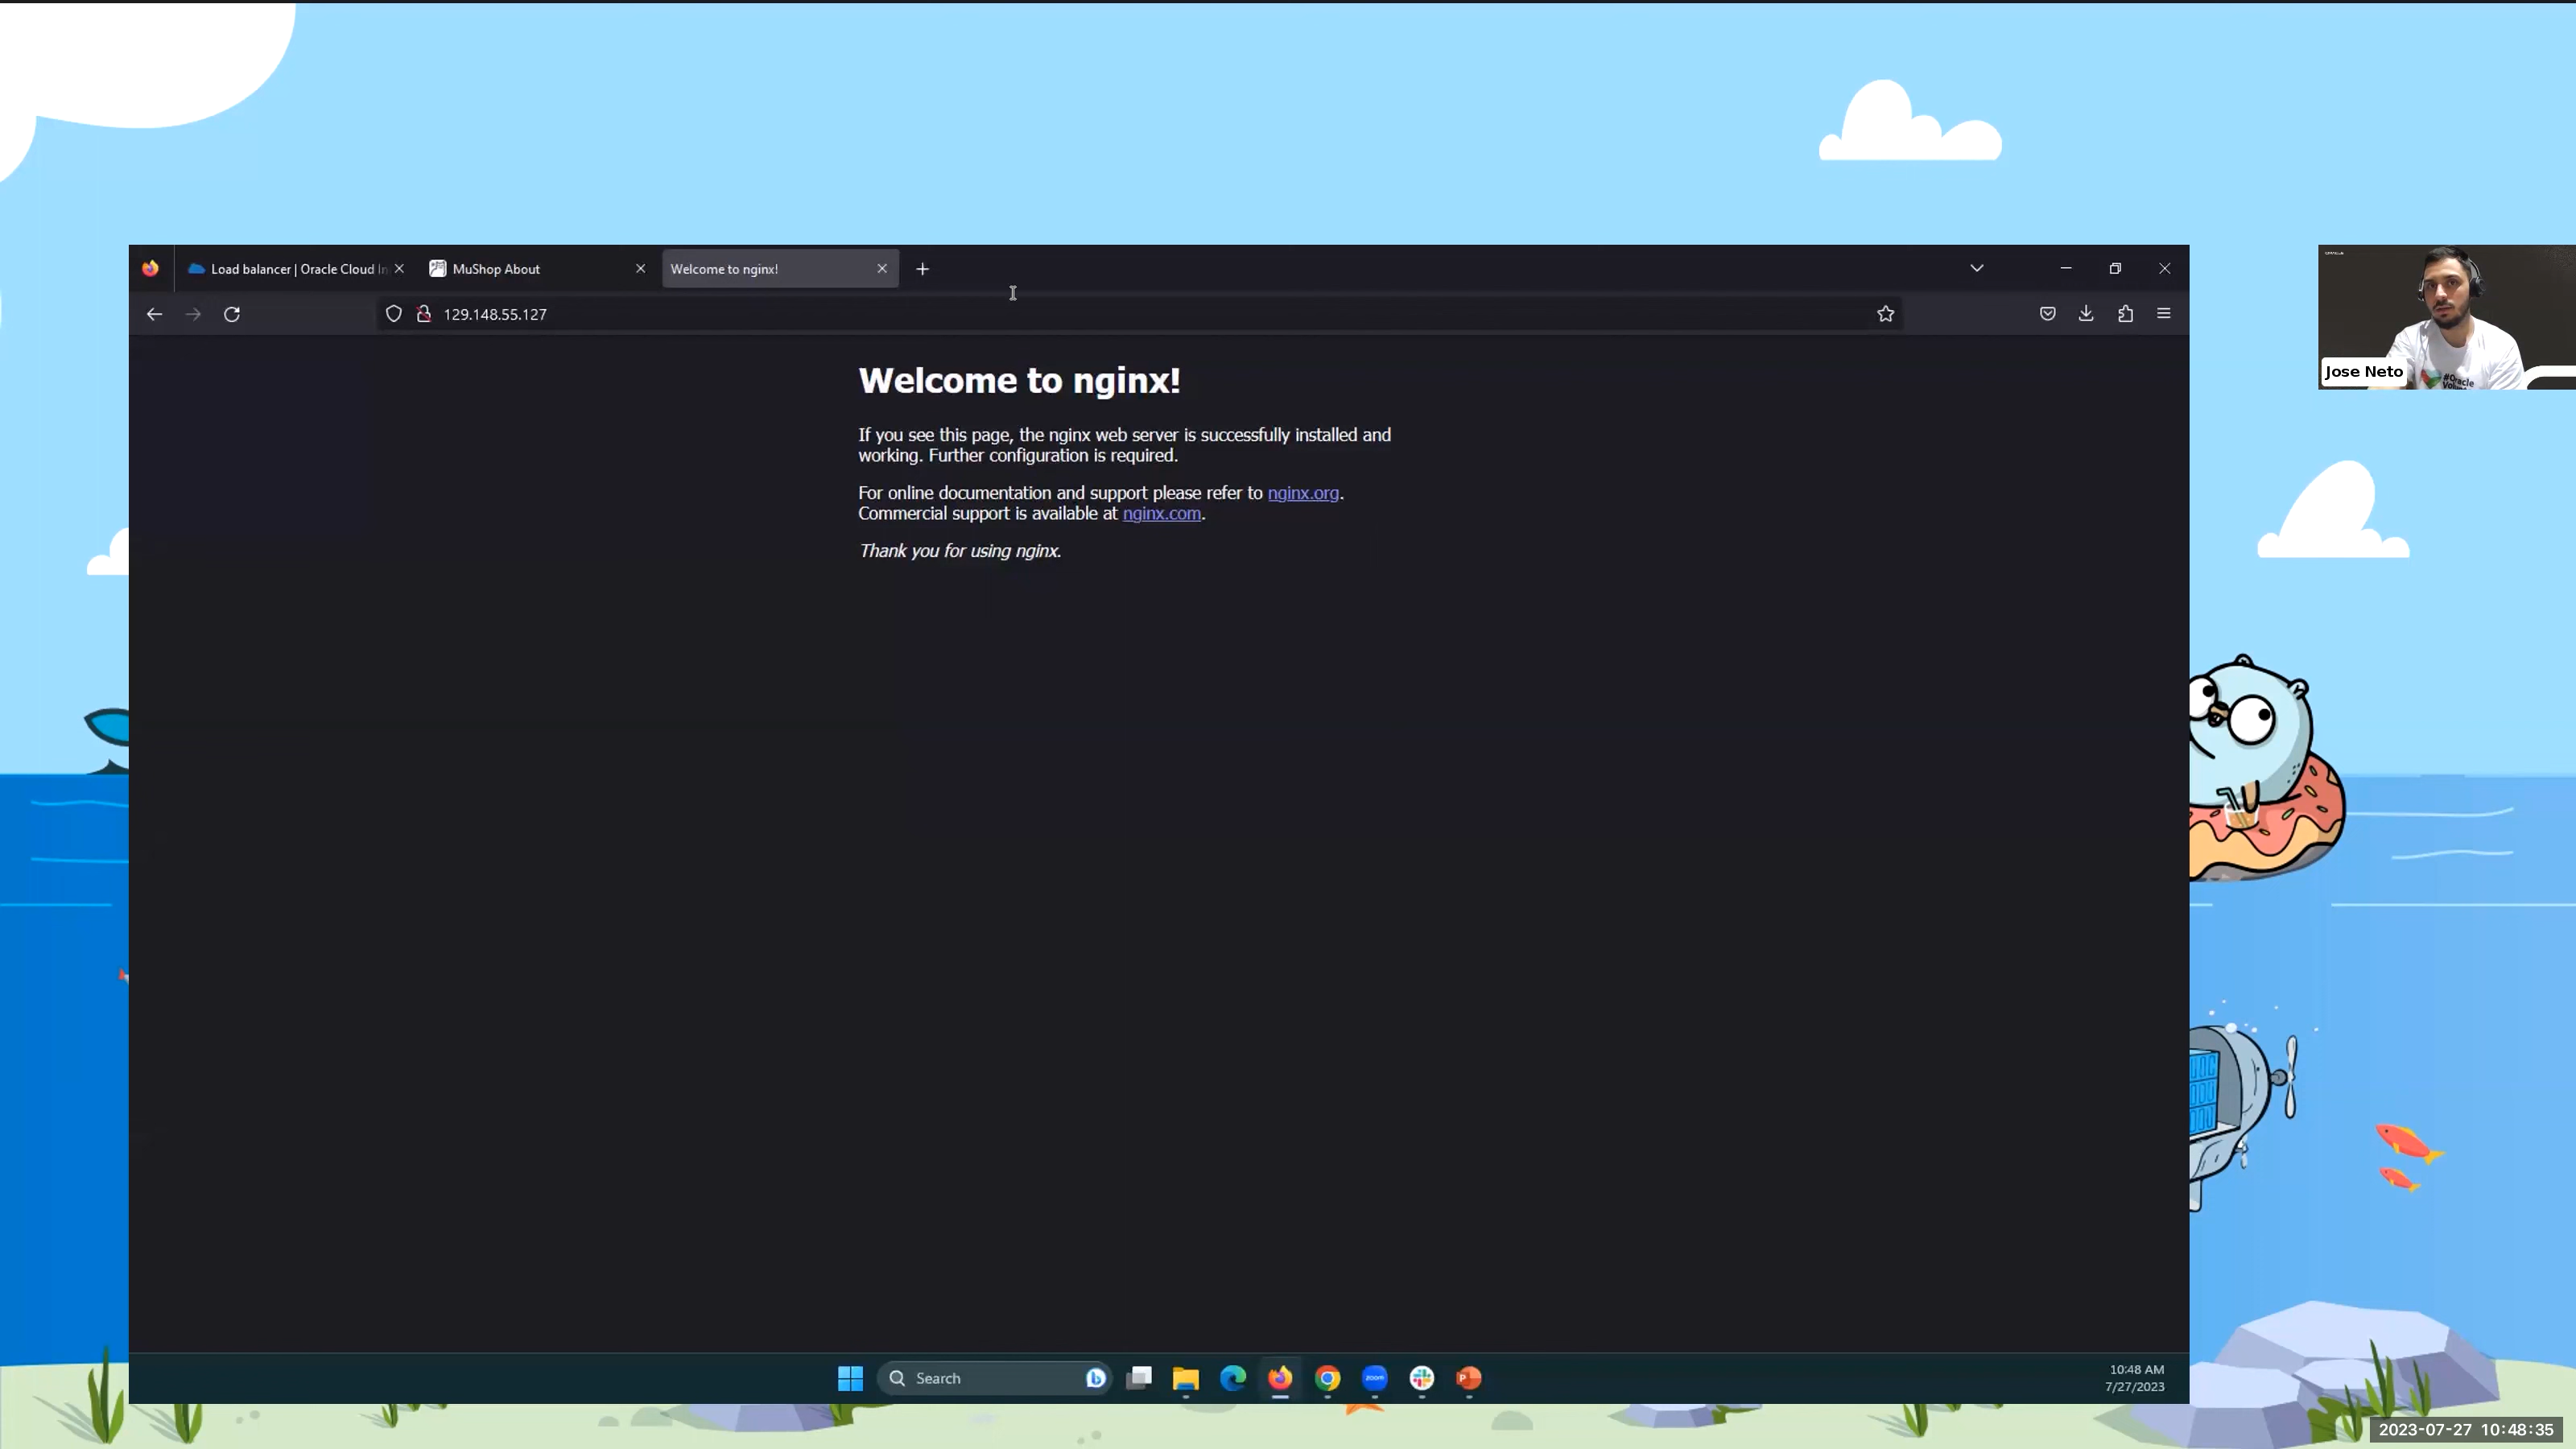 Load balancer | Oracle Cloud In
MuShop About
Welcome to nginx!
129.148.55.127
Welcome to nginx!
If you see this page, the nginx web server is successfully installed and
working. Further configuration is required.
For online documentation and support please refer to nginx.org.
Commercial support is available at nginx.com.
Thank you for using nginx.
Jose Neto
#Oracle
Search
zoom
10:48 AM
7/27/2023
2023-07-27 10:48:35